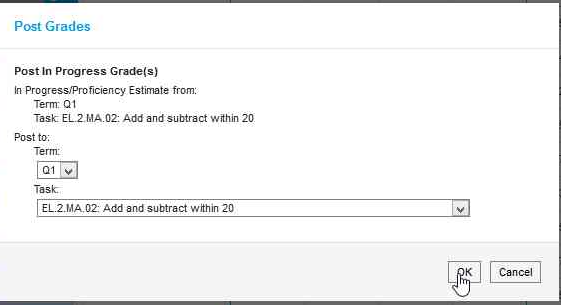 Post Grades
Post In Progress Grade(s)
In Progress/Proficiency Estimate from:
Term: Q1
Task: EL.2.MA.02: Add and subtract within 20
Post to:
Term:
Q1
Task:
EL.2.MA.02: Add and subtract within 20
OK Cancel